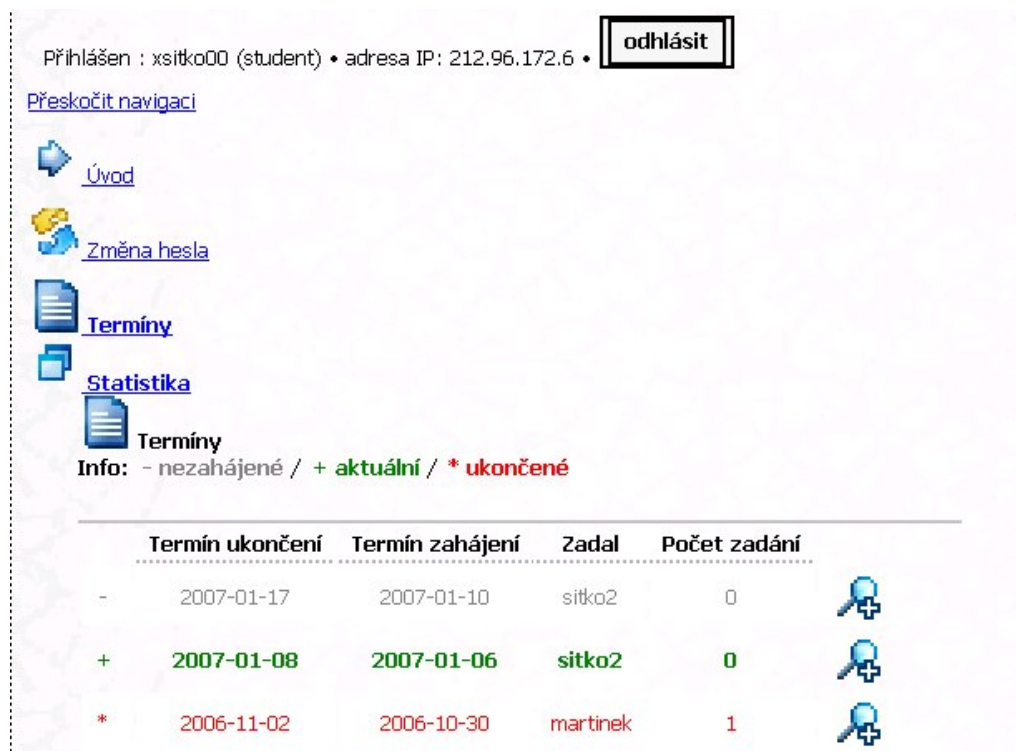 Přihlášen : xsitko00 (student) • adresa IP: 212.96.172.6 • odhlásit
Přeskočit navigaci
Úvod
Změna hesla
Termíny
Statistika
Termíny
Info: - nezahájené / + aktuální / * ukončené
Termín ukončení Termín zahájení Zadal Počet zadání
- 2007-01-17 2007-01-10 sitko2 0
+ 2007-01-08 2007-01-06 sitko2 0
* 2006-11-02 2006-10-30 martinek 1